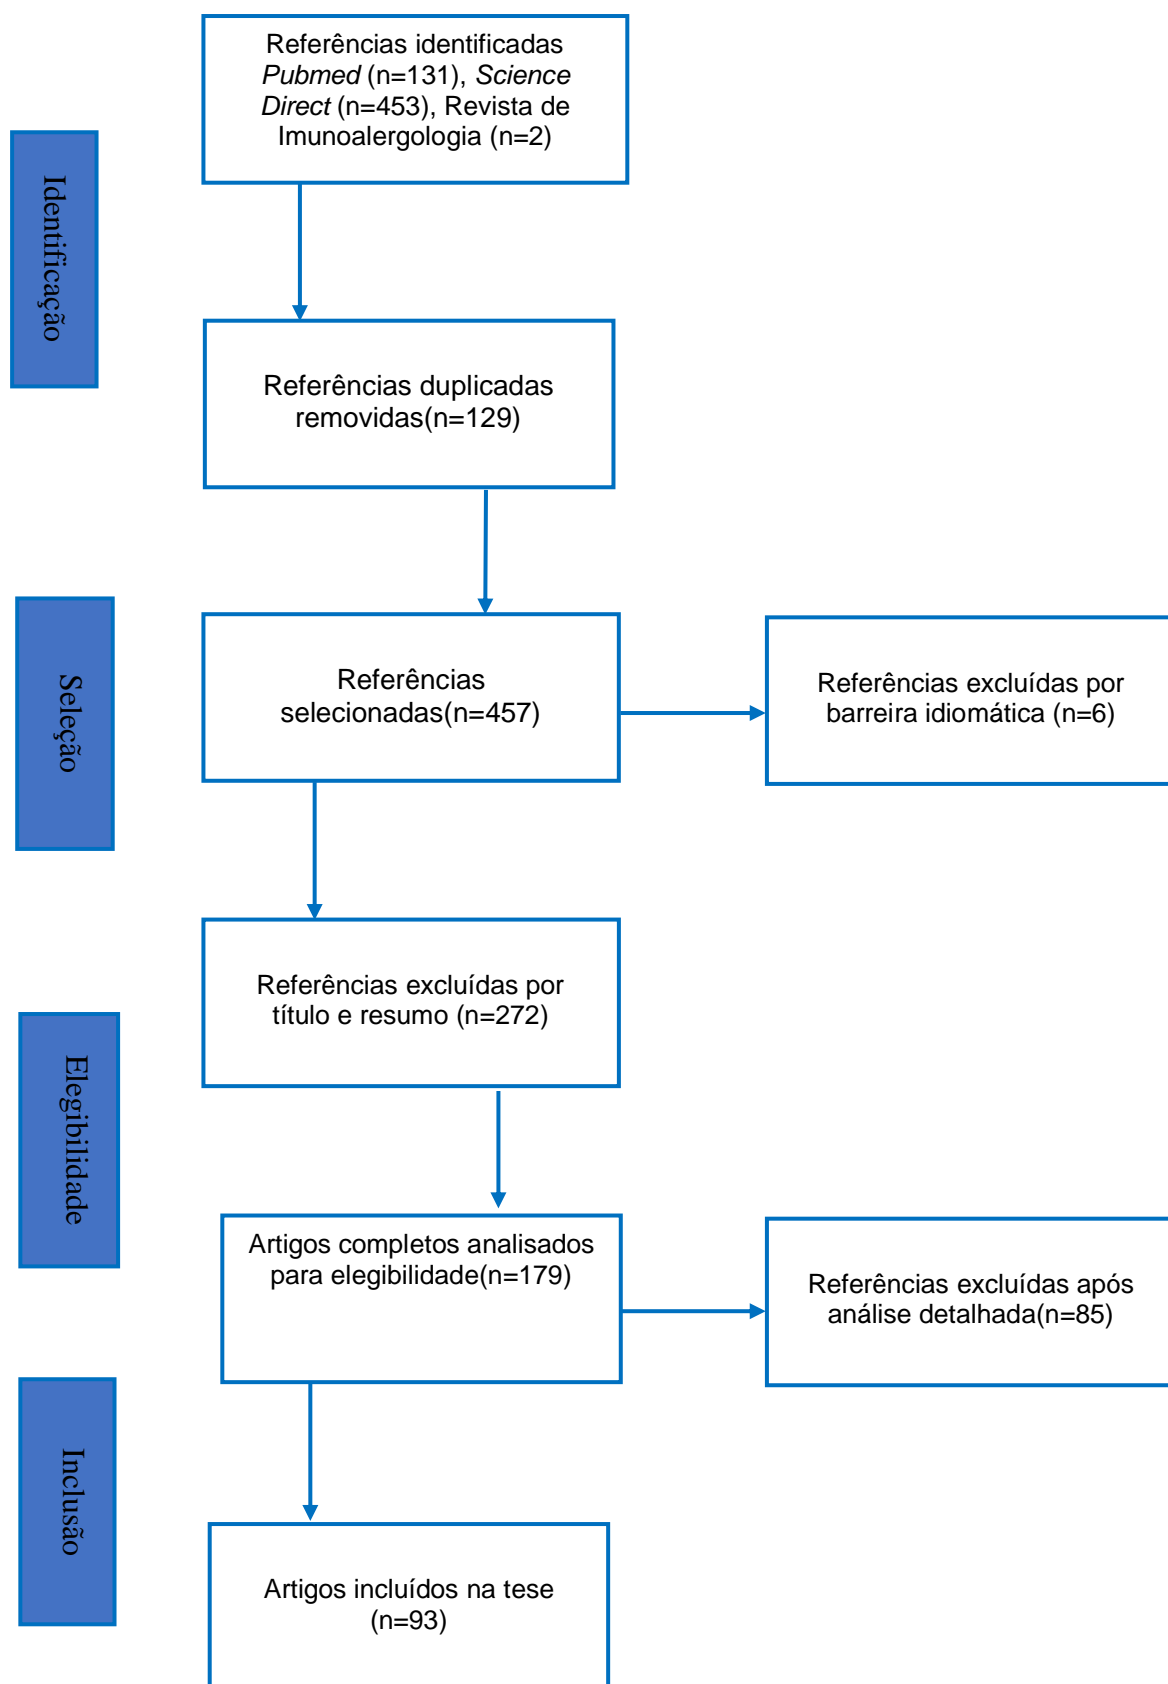 Referências identificadas
Pubmed (n=131), Science
Direct (n=453), Revista de
Imunoalergologia (n=2)
Identificação
Referências duplicadas
removidas(n=129)
Seleção
Referências
selecionadas(n=457)
Referências excluídas por
barreira idiomática (n=6)
Referências excluídas por
título e resumo (n=272)
Elegibilidade
Artigos completos analisados
para elegibilidade(n=179)
Referências excluídas após
análise detalhada(n=85)
Inclusão
Artigos incluídos na tese
(n=93)